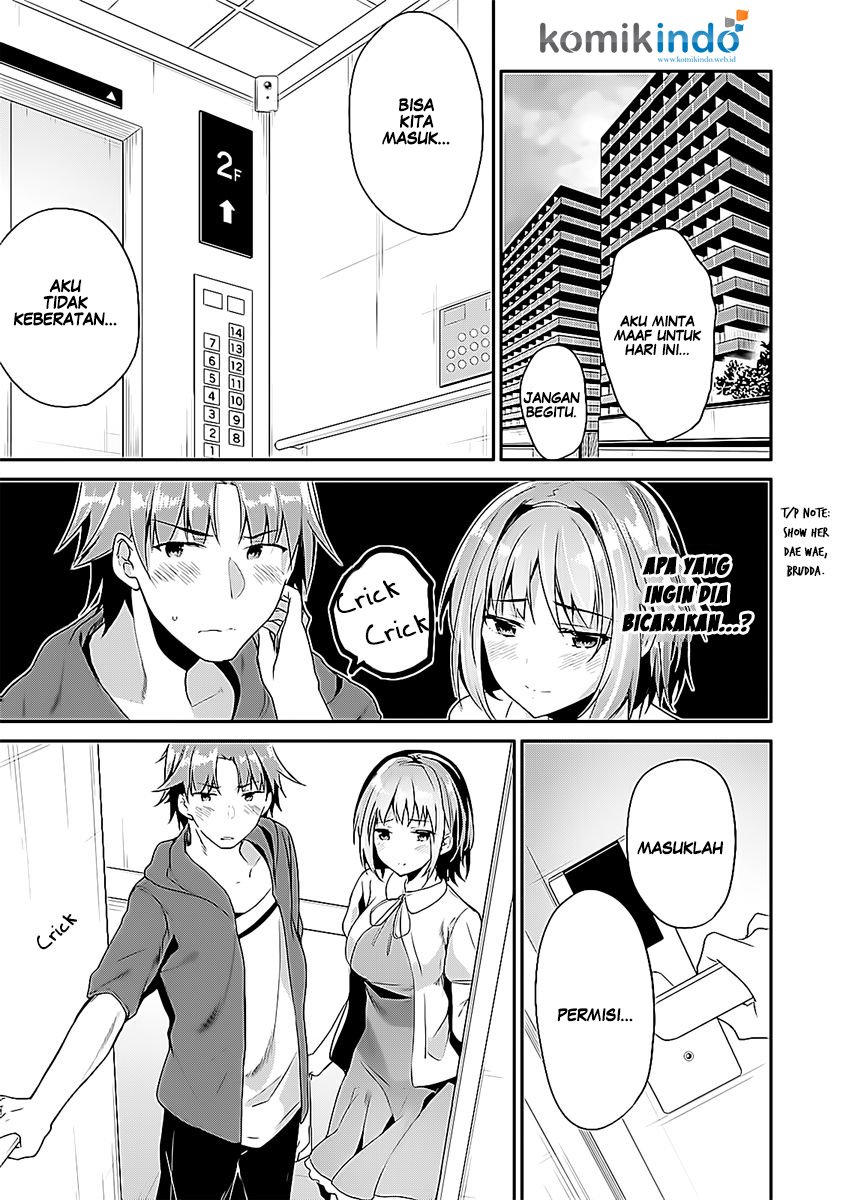 komikindo
www.komikindo.web.id
AKU MINTA
MAAF UNTUK
HARI INI...
JANGAN
BEGITU.
BISA
KITA
MASUK...
2F
AKU
TIDAK
KEBERATAN...
14
7 13
6 12
5 11
4 10
3 9
2 8
1
APA YANG
INGIN DIA
BICARAKAN....?
Crick
Crick
T/P NOTE:
SHOW HER
DAE WAE,
BRUDDA.
MASUKLAH
PERMISI...
Crick